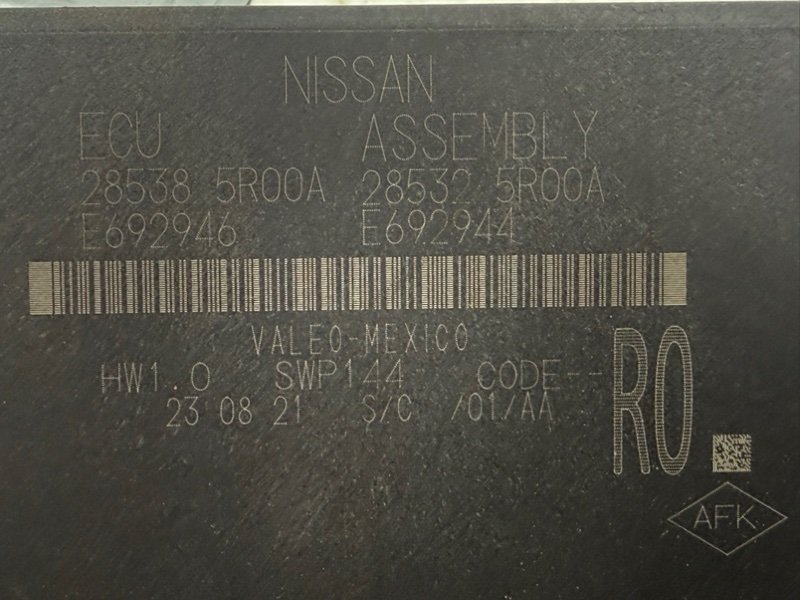 NISSAN
ECU ASSEMBLY
28538 5R00A 28532 5R00A
E692946 E692944
VALEO-MEXICO
HW1.0 SWP144 CODE--
23 08 21 S/C /01/AA
R0.
AFK